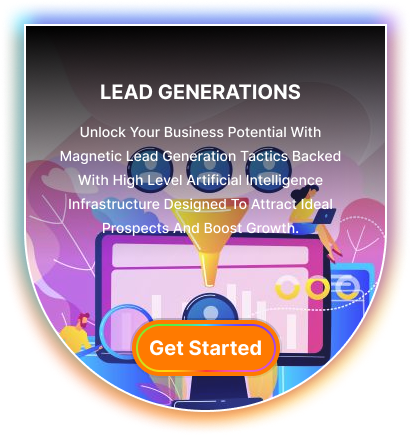 LEAD GENERATIONS
Unlock Your Business Potential With
Magnetic Lead Generation Tactics Backed
With High Level Artificial Intelligence
Infrastructure Designed To Attract Ideal
Prospects And Boost Growth.
Get Started